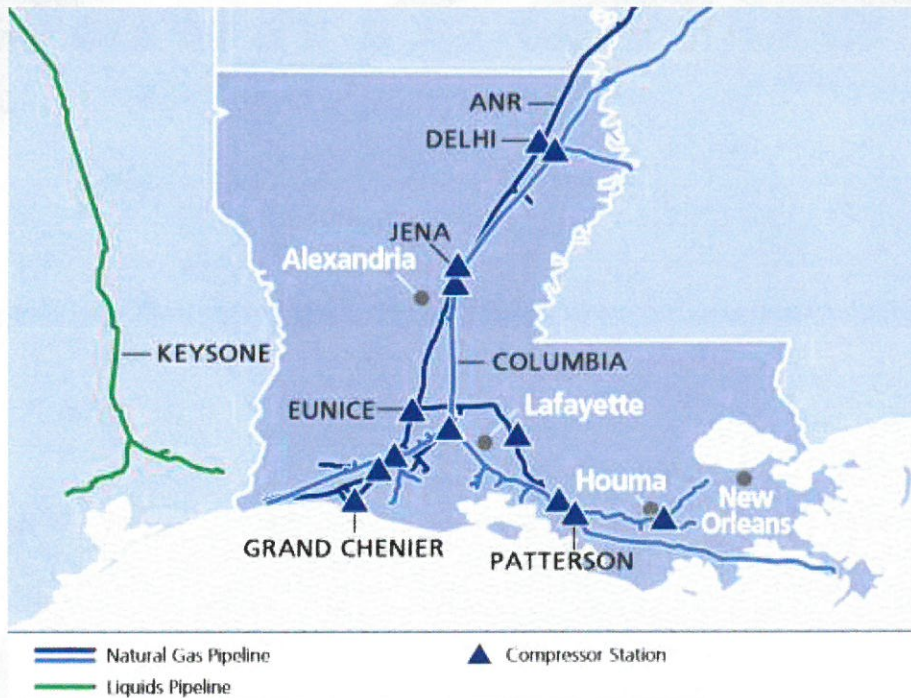 ANR
DELHI
JENA
Alexandria
KEYSONE
COLUMBIA
EUNICE
Lafayette
Houma
New
Orleans
GRAND CHENIER
PATTERSON
Natural Gas Pipeline
Compressor Station
Liquids Pipeline